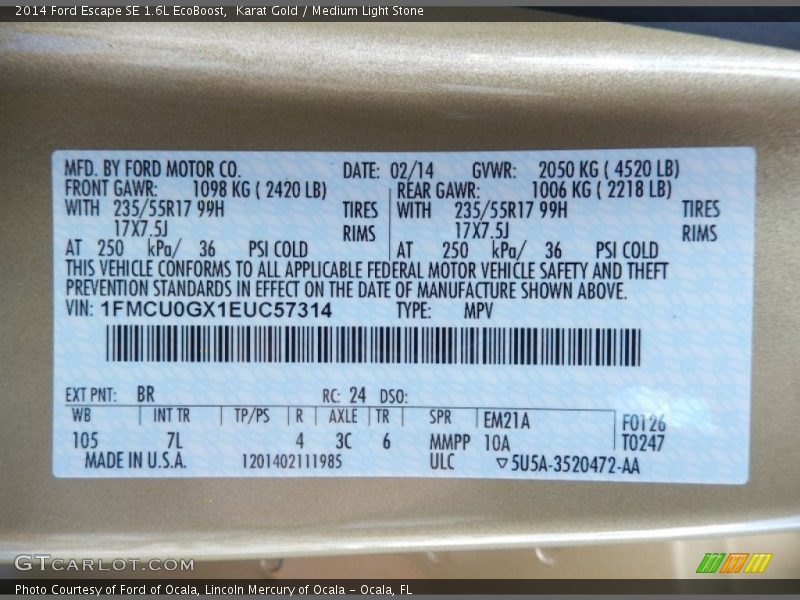 2014 Ford Escape SE 1.6L EcoBoost,  Karat Gold / Medium Light Stone
MFD. BY FORD MOTOR CO. DATE: 02/14 GVWR: 2050 KG ( 4520 LB)
FRONT GAWR: 1098 KG ( 2420 LB) REAR GAWR: 1006 KG ( 2218 LB)
WITH 235/55R17 99H TIRES WITH 235/55R17 99H TIRES
17X7.5J RIMS 17X7.5J RIMS
AT 250 kPa/ 36 PSI COLD AT 250 kPa/ 36 PSI COLD
THIS VEHICLE CONFORMS TO ALL APPLICABLE FEDERAL MOTOR VEHICLE SAFETY AND THEFT
PREVENTION STANDARDS IN EFFECT ON THE DATE OF MANUFACTURE SHOWN ABOVE.
VIN: 1FMCU0GX1EUC57314 TYPE: MPV
EXT PNT: BR RC: 24 DSO:
WB INT TR TP/PS R AXLE TR SPR EM21A F0126
105 7L 4 3C 6 MMPP 10A T0247
MADE IN U.S.A. 1201402111985 ULC ▽5U5A-3520472-AA
GTCARLOT.COM
Photo Courtesy of Ford of Ocala, Lincoln Mercury of Ocala – Ocala, FL